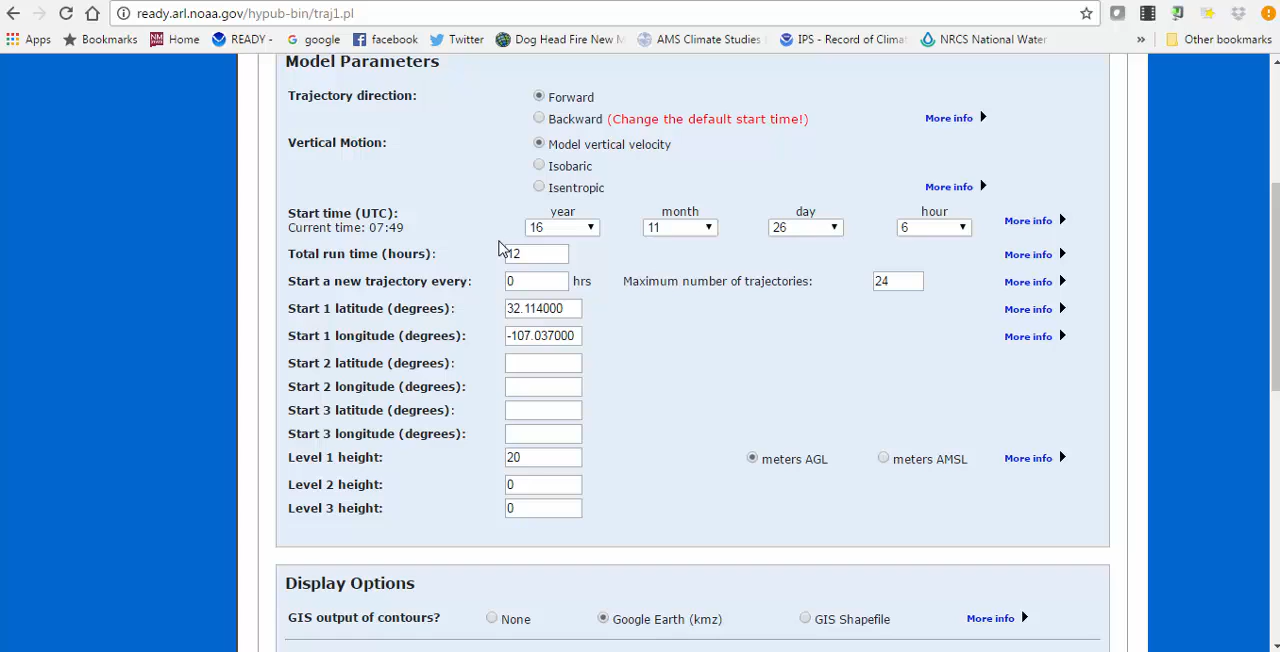 ready.arl.noaa.gov/hypub-bin/traj1.pl
Apps Bookmarks Home READY - google facebook Twitter Dog Head Fire New M AMS Climate Studies IPS - Record of Climat NRCS National Water » Other bookmarks
Model Parameters
Trajectory direction: Forward
Backward (Change the default start time!) More info
Vertical Motion: Model vertical velocity
Isobaric
Isentropic More info
year month day hour
Start time (UTC): More info
Current time: 07:49 16 11 26 6
Total run time (hours): 12 More info
Start a new trajectory every: 0 hrs Maximum number of trajectories: 24 More info
Start 1 latitude (degrees): 32.114000 More info
Start 1 longitude (degrees): -107.037000 More info
Start 2 latitude (degrees):
Start 2 longitude (degrees):
Start 3 latitude (degrees):
Start 3 longitude (degrees):
Level 1 height: 20 meters AGL meters AMSL More info
Level 2 height: 0
Level 3 height: 0
Display Options
GIS output of contours? None Google Earth (kmz) GIS Shapefile More info